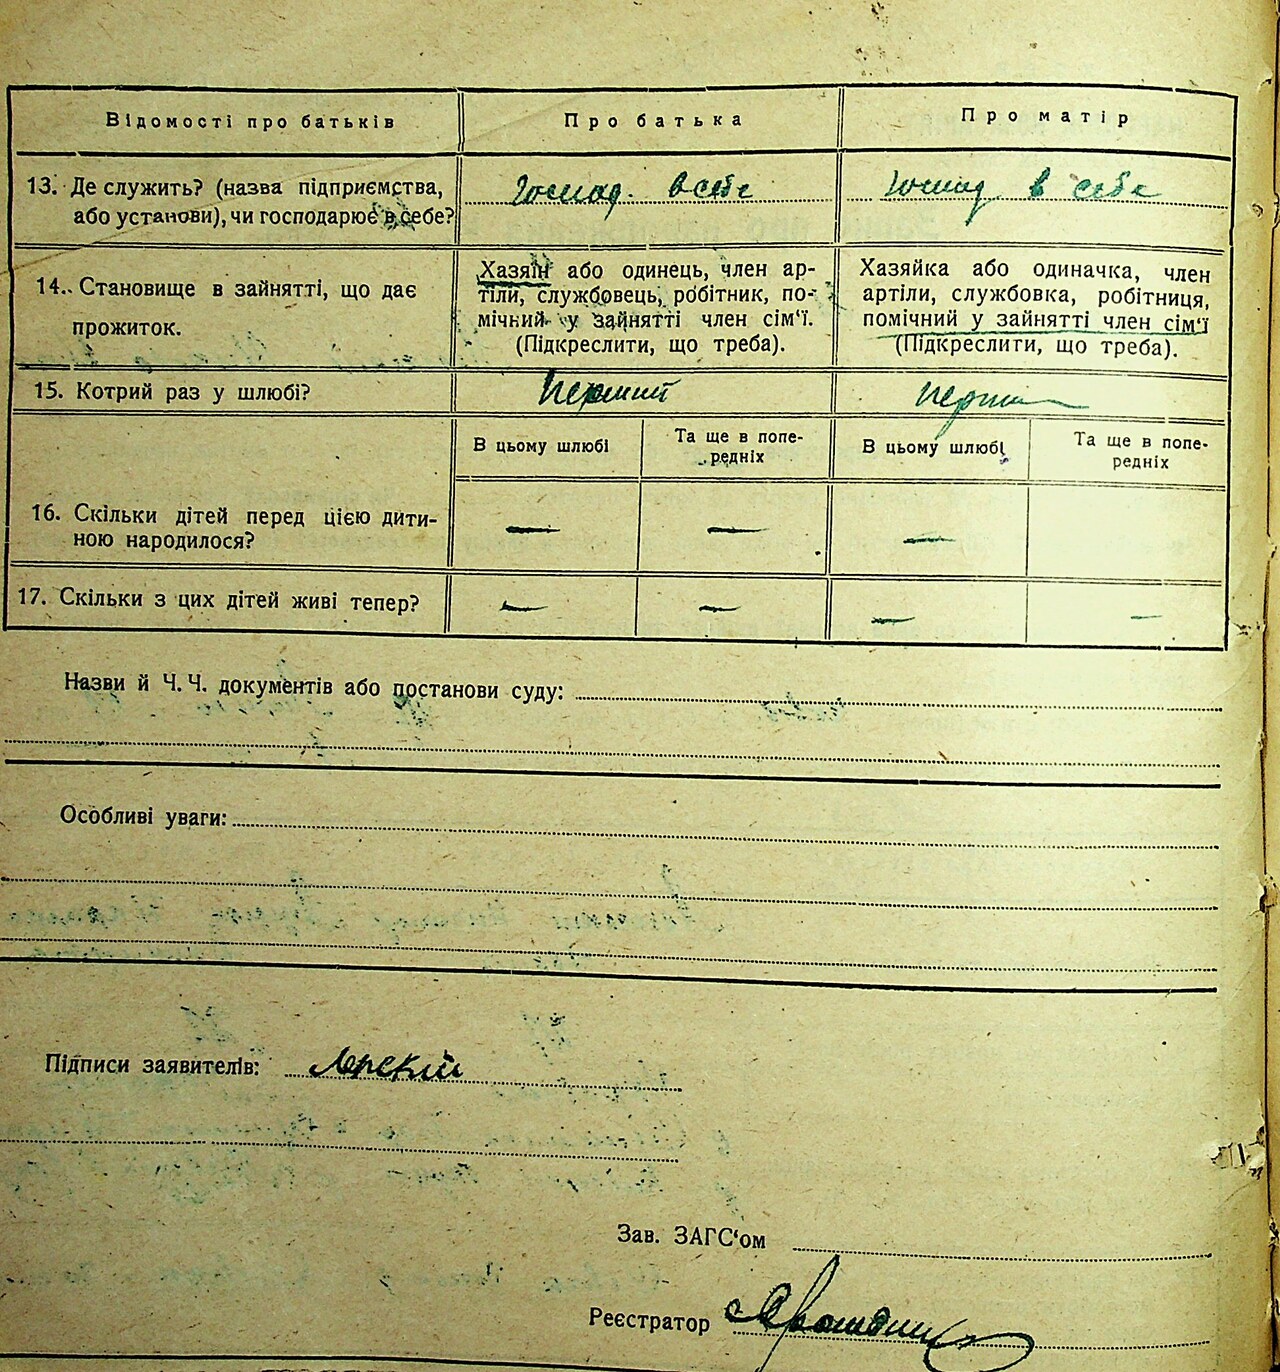 Відомості про батьків
Про батька
Про матір
13. Де служить? (назва підприємства,
або установи), чи господарює в себе?
господ. в себе
господ в себе
14. Становище в зайнятті, що дає
прожиток.
Хазяїн або одинець, член ар-
тіли, службовець, робітник, по-
мічний у зайнятті член сім‘ї.
(Підкреслити, що треба).
Хазяйка або одиначка, член
артіли, службовка, робітниця,
помічний у зайнятті член сім‘ї
(Підкреслити, що треба).
15. Котрий раз у шлюбі?
перший
В цьому шлюбі
Та ще в попе-
редніх
В цьому шлюбі
Та ще в попе-
редніх
16. Скільки дітей перед цією дити-
ною народилося?
— — —
17. Скільки з цих дітей живі тепер?
— — — —
Назви й Ч. Ч. документів або постанови суду:
Особливі уваги:
Підписи заявителів:
Зав. ЗАГС‘ом
Реєстратор